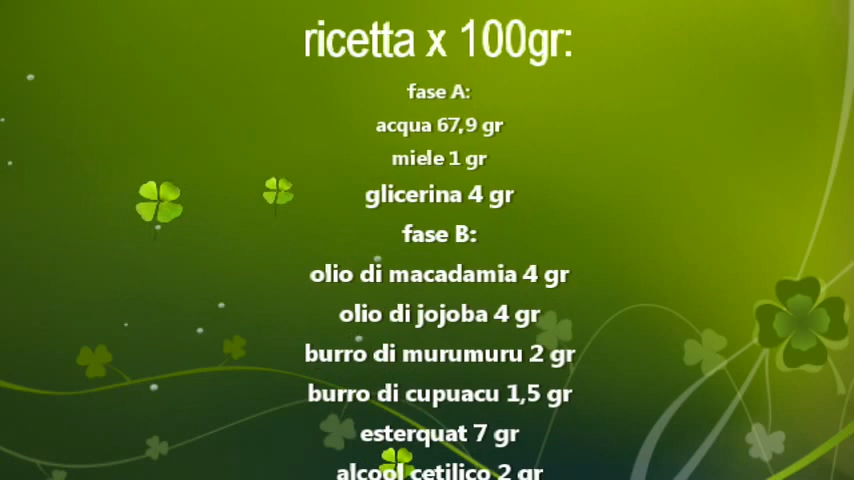 ricetta x 100gr:
fase A:
acqua 67,9 gr
miele 1 gr
glicerina 4 gr
fase B:
olio di macadamia 4 gr
olio di jojoba 4 gr
burro di murumuru 2 gr
burro di cupuacu 1,5 gr
esterquat 7 gr
alcool cetilico 2 gr